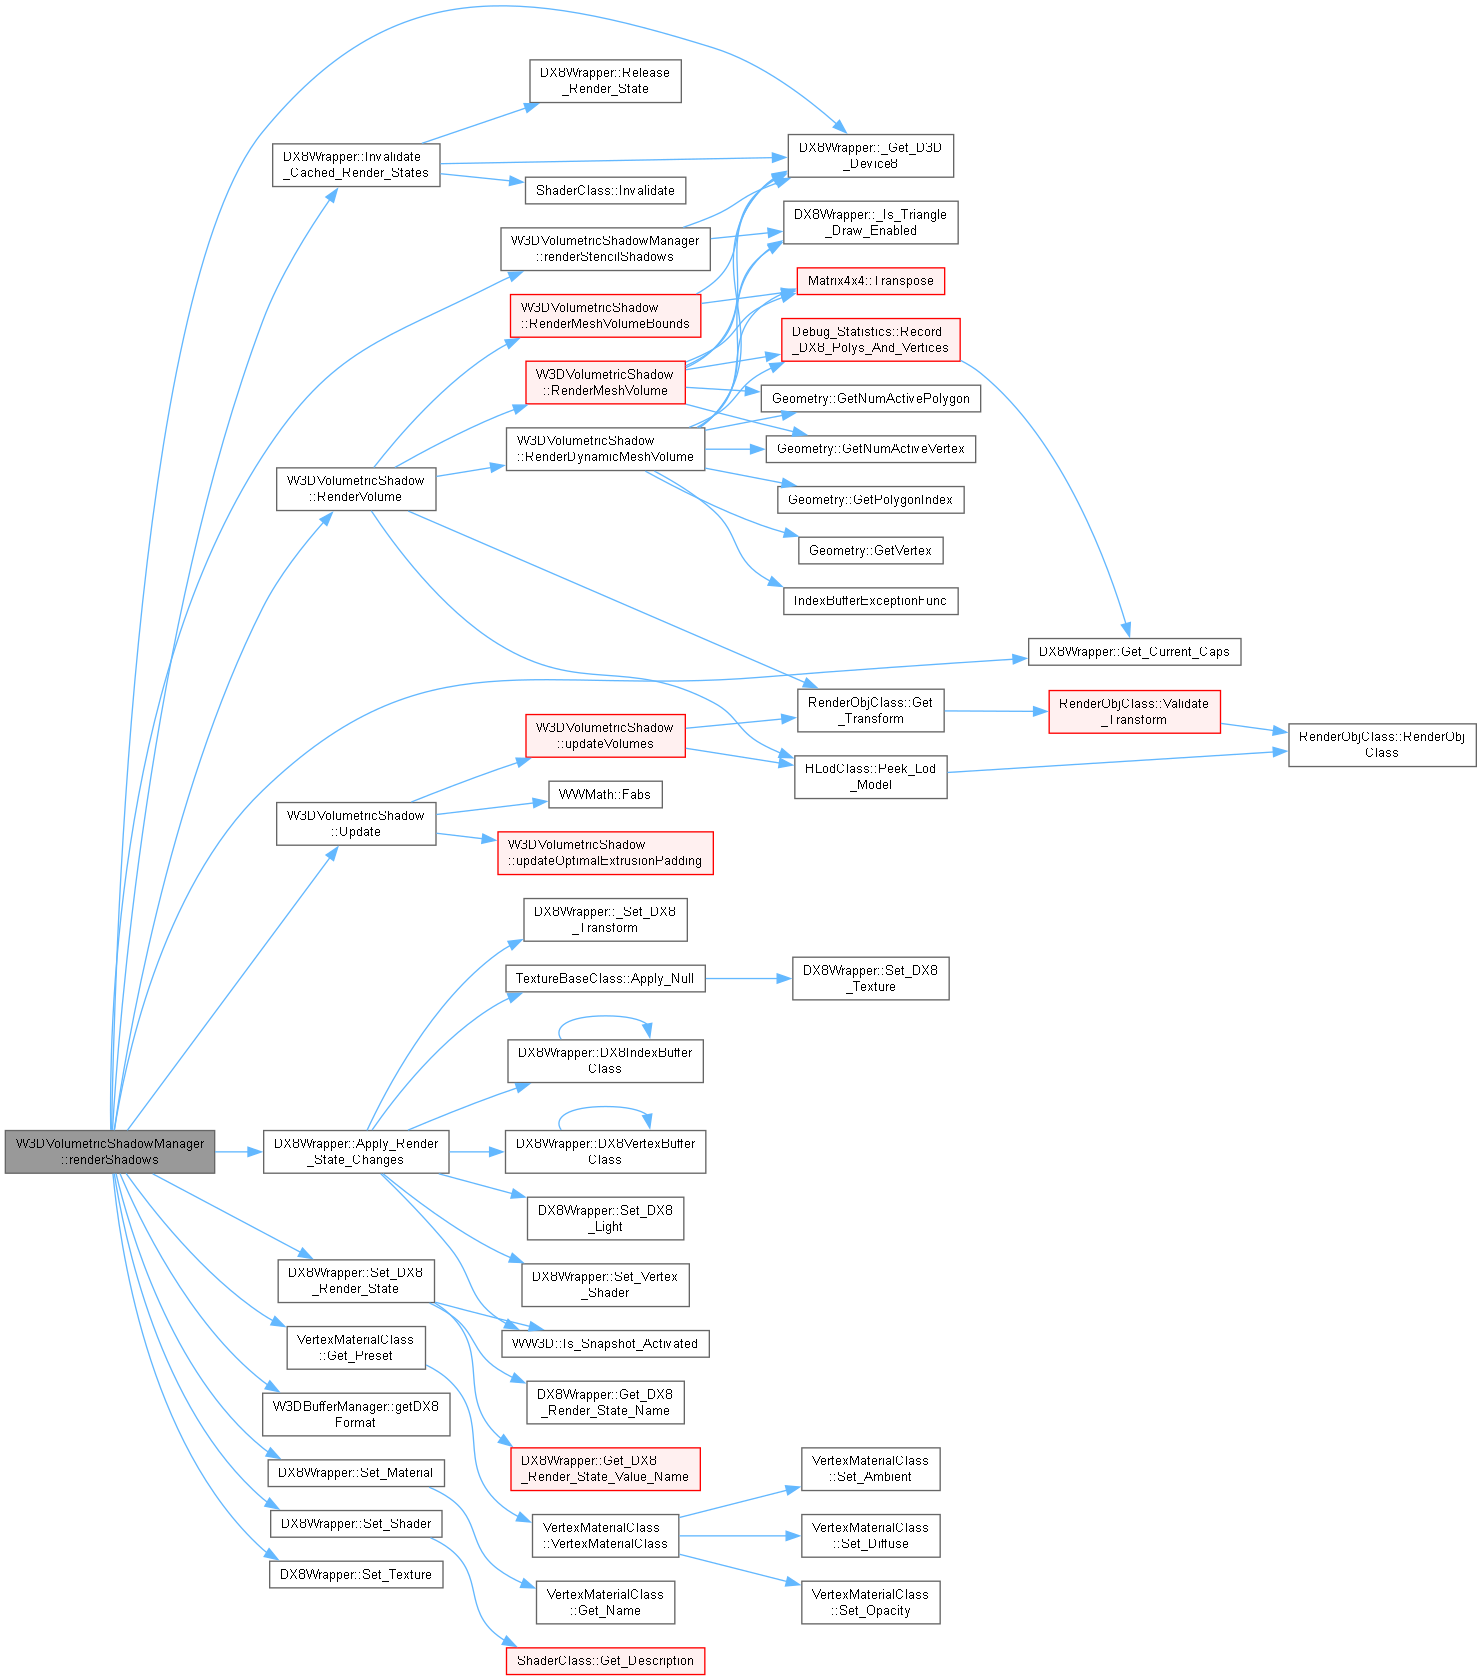 DX8Wrapper::Release
_Render_State
DX8Wrapper::_Get_D3D
_Device8
DX8Wrapper::Invalidate
_Cached_Render_States
ShaderClass::Invalidate
DX8Wrapper::_Is_Triangle
_Draw_Enabled
W3DVolumetricShadowManager
::renderStencilShadows
Matrix4x4::Transpose
W3DVolumetricShadow
::RenderMeshVolumeBounds
Debug_Statistics::Record
_DX8_Polys_And_Vertices
W3DVolumetricShadow
::RenderMeshVolume
Geometry::GetNumActivePolygon
W3DVolumetricShadow
::RenderDynamicMeshVolume
Geometry::GetNumActiveVertex
W3DVolumetricShadow
::RenderVolume
Geometry::GetPolygonIndex
Geometry::GetVertex
IndexBufferExceptionFunc
DX8Wrapper::Get_Current_Caps
RenderObjClass::Get
_Transform
RenderObjClass::Validate
_Transform
RenderObjClass::RenderObj
Class
W3DVolumetricShadow
::updateVolumes
HLodClass::Peek_Lod
_Model
WWMath::Fabs
W3DVolumetricShadow
::Update
W3DVolumetricShadow
::updateOptimalExtrusionPadding
DX8Wrapper::_Set_DX8
_Transform
TextureBaseClass::Apply_Null
DX8Wrapper::Set_DX8
_Texture
DX8Wrapper::DX8IndexBuffer
Class
W3DVolumetricShadowManager
::renderShadows
DX8Wrapper::Apply_Render
_State_Changes
DX8Wrapper::DX8VertexBuffer
Class
DX8Wrapper::Set_DX8
_Light
DX8Wrapper::Set_DX8
_Render_State
DX8Wrapper::Set_Vertex
_Shader
WW3D::Is_Snapshot_Activated
VertexMaterialClass
::Get_Preset
DX8Wrapper::Get_DX8
_Render_State_Name
W3DBufferManager::getDX8
Format
DX8Wrapper::Get_DX8
_Render_State_Value_Name
DX8Wrapper::Set_Material
VertexMaterialClass
::Set_Ambient
DX8Wrapper::Set_Shader
VertexMaterialClass
::VertexMaterialClass
VertexMaterialClass
::Set_Diffuse
DX8Wrapper::Set_Texture
VertexMaterialClass
::Get_Name
VertexMaterialClass
::Set_Opacity
ShaderClass::Get_Description